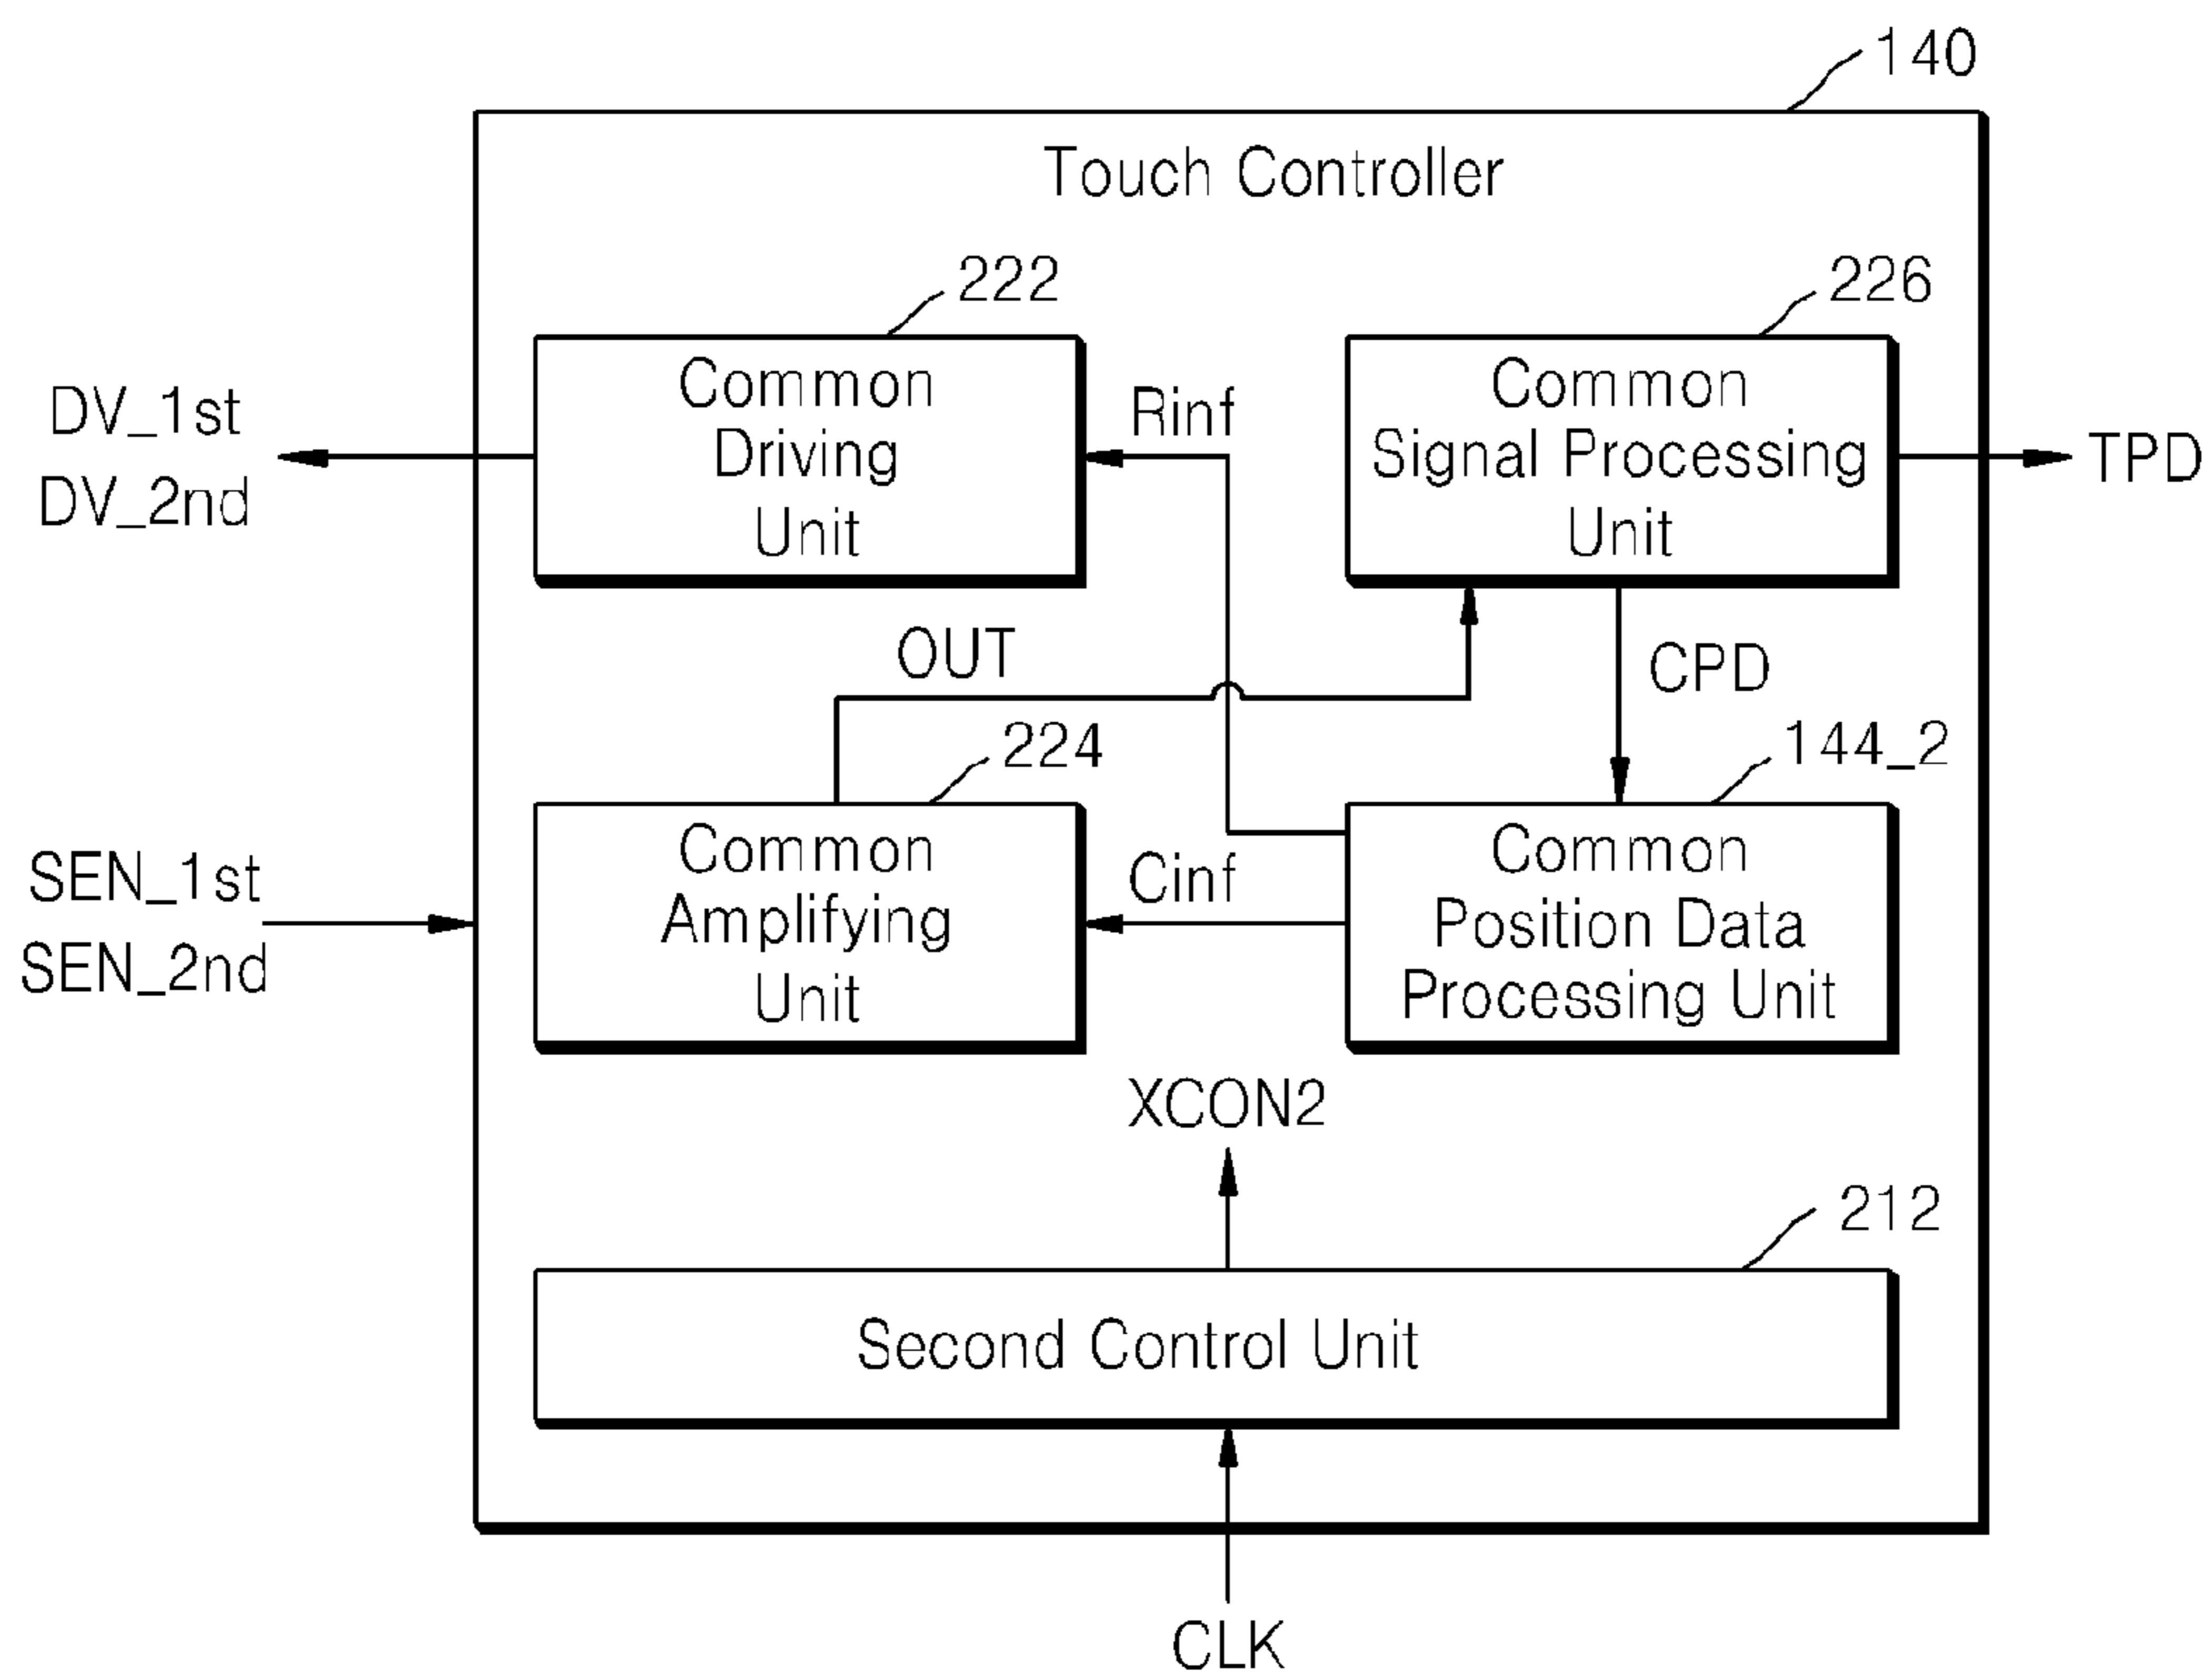 140
Touch Controller
222
226
Common
Driving
Unit
Common
Signal Processing
Unit
DV_1st
DV_2nd
Rinf
TPD
OUT
CPD
224
144_2
Common
Amplifying
Unit
Common
Position Data
Processing Unit
SEN_1st
SEN_2nd
Cinf
XCON2
212
Second Control Unit
CLK